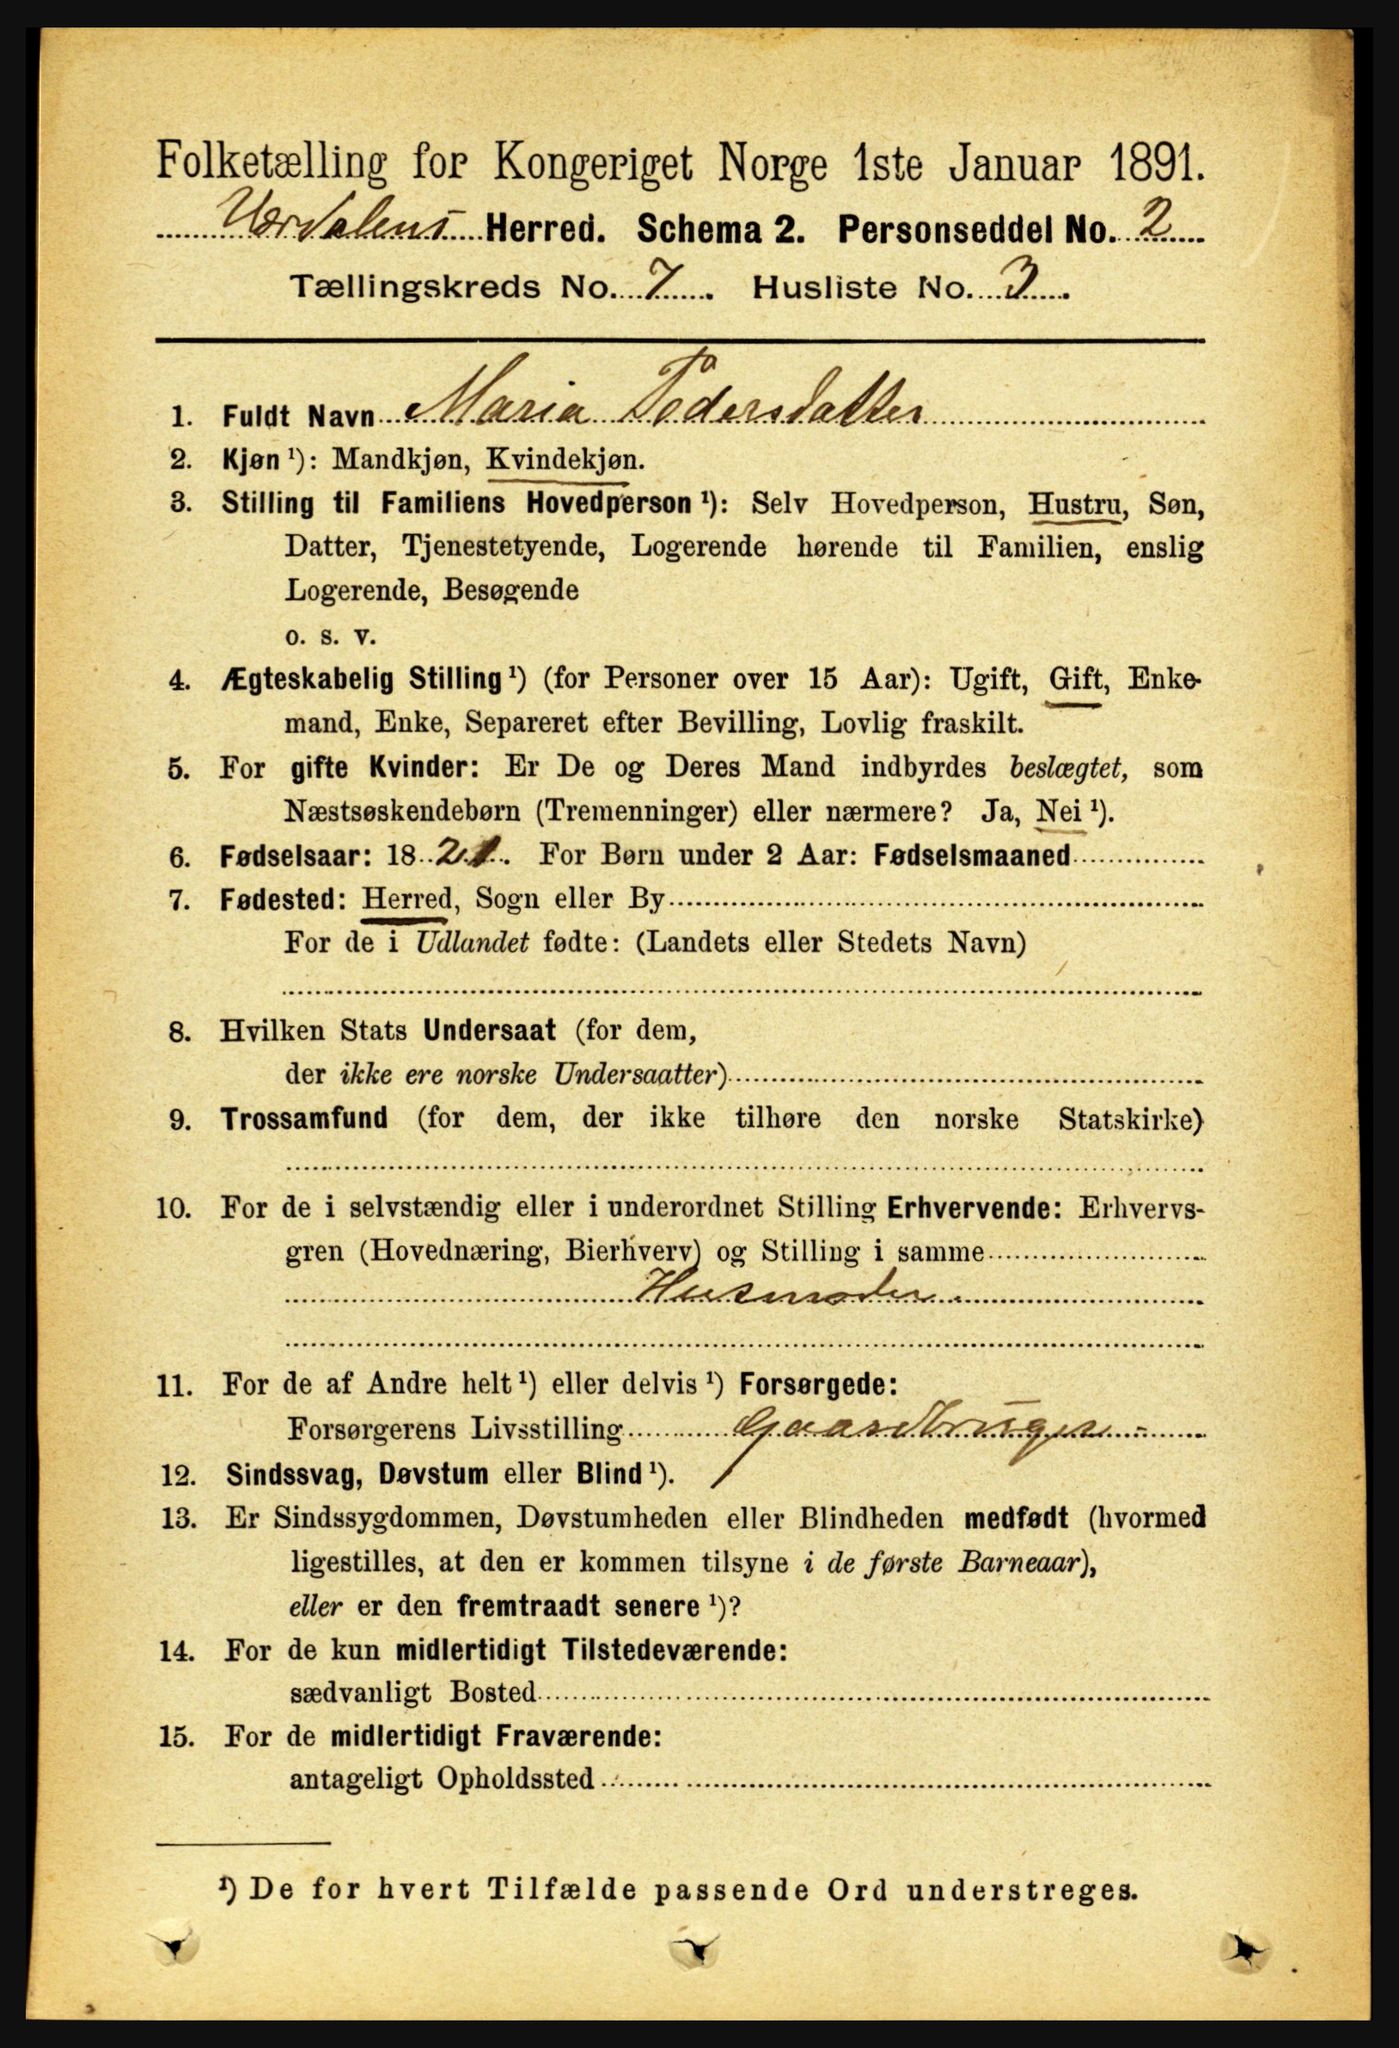 Folketælling for Kongeriget Norge 1ste Januar 1891.
Værdalens Herred. Schema 2. Personseddel No. 2
Tællingskreds No. 7. Husliste No. 3.
1. Fuldt Navn Maria Pedersdatter
2. Kjøn ¹): Mandkjøn, Kvindekjøn.
3. Stilling til Familiens Hovedperson ¹): Selv Hovedperson, Hustru, Søn,
Datter, Tjenestetyende, Logerende hørende til Familien, enslig
Logerende, Besøgende
o. s. v.
4. Ægteskabelig Stilling ¹) (for Personer over 15 Aar): Ugift, Gift, Enke-
mand, Enke, Separeret efter Bevilling, Lovlig fraskilt.
5. For gifte Kvinder: Er De og Deres Mand indbyrdes beslægtet, som
Næstsøskendebørn (Tremenninger) eller nærmere? Ja, Nei ¹).
6. Fødselsaar: 1821. For Børn under 2 Aar: Fødselsmaaned
7. Fødested: Herred, Sogn eller By
For de i Udlandet fødte: (Landets eller Stedets Navn)
8. Hvilken Stats Undersaat (for dem,
der ikke ere norske Undersaatter)
9. Trossamfund (for dem, der ikke tilhøre den norske Statskirke)
10. For de i selvstændig eller i underordnet Stilling Erhvervende: Erhvervs-
gren (Hovednæring, Bierhverv) og Stilling i samme
Husmoder.
11. For de af Andre helt ¹) eller delvis ¹) Forsørgede:
Forsørgerens Livsstilling Gaardbruger
12. Sindssvag, Døvstum eller Blind ¹).
13. Er Sindssygdommen, Døvstumheden eller Blindheden medfødt (hvormed
ligestilles, at den er kommen tilsyne i de første Barneaar),
eller er den fremtraadt senere ¹)?
14. For de kun midlertidigt Tilstedeværende:
sædvanligt Bosted
15. For de midlertidigt Fraværende:
antageligt Opholdssted
¹) De for hvert Tilfælde passende Ord understreges.